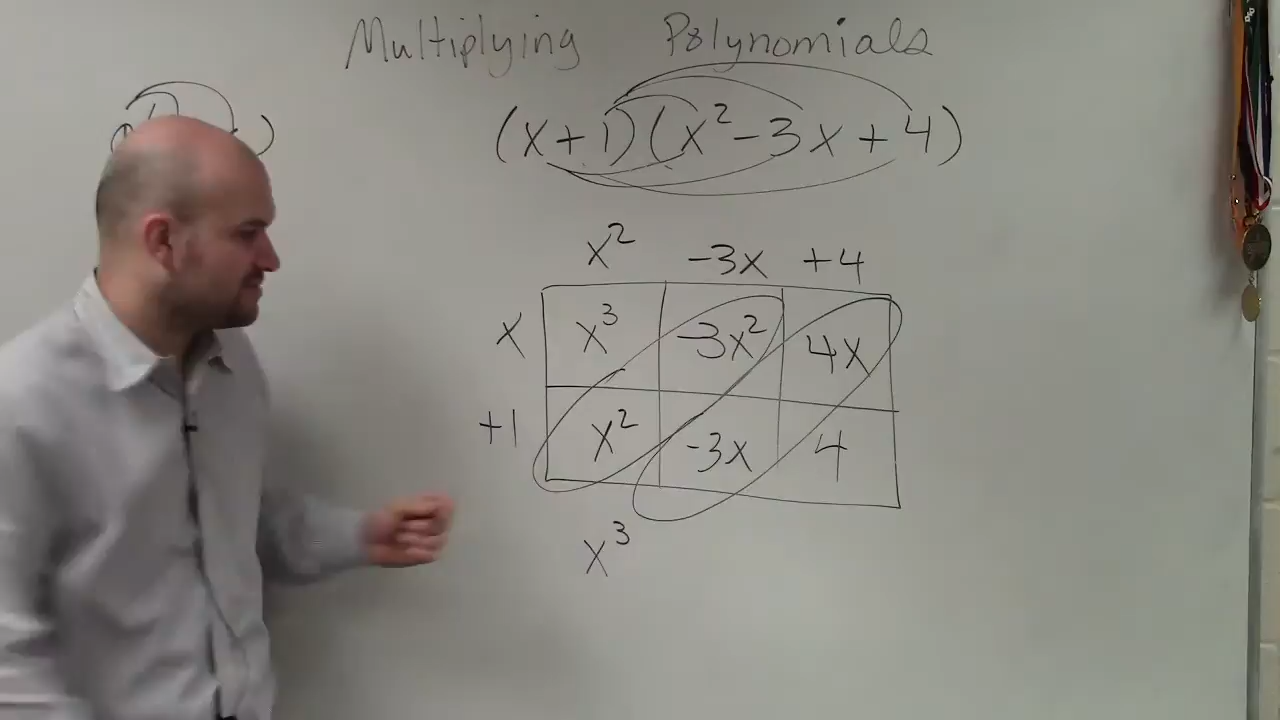 Multiplying Polynomials
(x+1)(x²-3x+4)
x² -3x +4
x x³ -3x² 4x
+1 x² -3x 4
x³